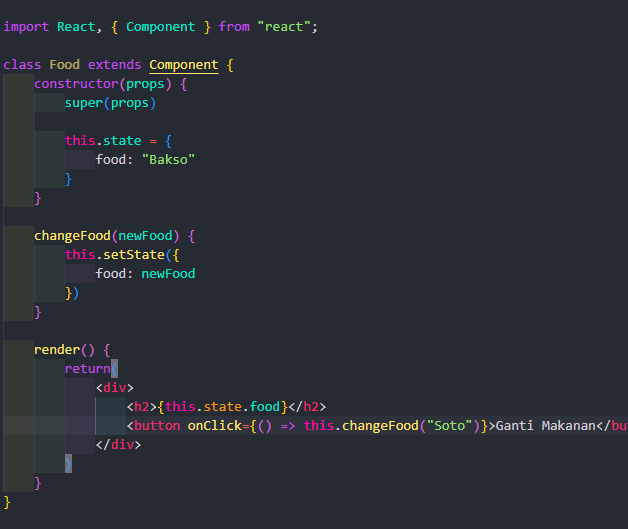 import React, { Component } from "react";
class Food extends Component {
constructor(props) {
super(props)
this.state = {
food: "Bakso"
}
}
changeFood(newFood) {
this.setState({
food: newFood
})
}
render() {
return(
<div>
<h2>{this.state.food}</h2>
<button onClick={() => this.changeFood("Soto")}>Ganti Makanan</bu
</div>
)
}
}